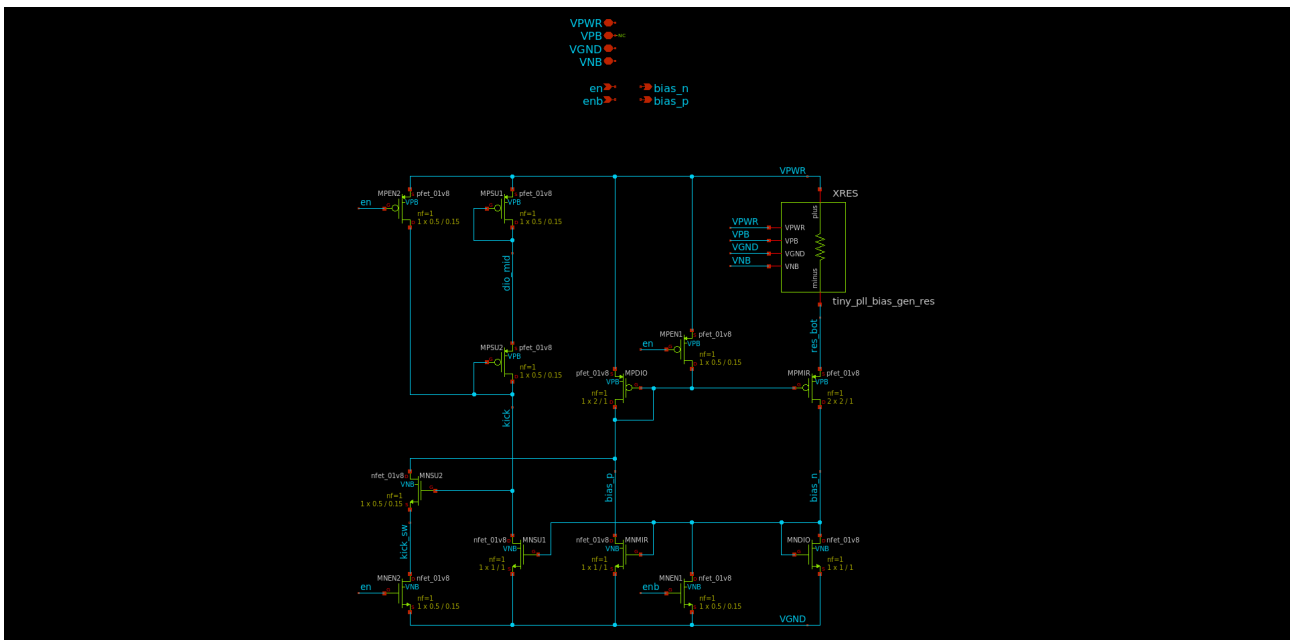 VPWR
VPB NC
VGND
VNB
en bias_n
enb bias_p
VPWR
MPEN2 pfet_01v8
en VPB
nf=1
1 x 0.5 / 0.15
MPSU1 pfet_01v8
VPB
nf=1
1 x 0.5 / 0.15
XRES
plus
VPWR VPWR
VPB VPB
VGND VGND
VNB VNB
minus
tiny_pll_bias_gen_res
dio_mid
res_bot
MPSU2 pfet_01v8
VPB
nf=1
1 x 0.5 / 0.15
MPEN1 pfet_01v8
en VPB
nf=1
1 x 0.5 / 0.15
pfet_01v8 MPDIO
VPB
nf=1
1 x 2 / 1
MPMIR pfet_01v8
VPB
nf=1
2 x 2 / 1
kick
bias_p
bias_n
nfet_01v8 MNSU2
VNB
nf=1
1 x 0.5 / 0.15
kick_sw
nfet_01v8 MNSU1
VNB
nf=1
1 x 1 / 1
nfet_01v8 MNMIR
VNB
nf=1
1 x 1 / 1
MNDIO nfet_01v8
VNB
nf=1
1 x 1 / 1
MNEN2 nfet_01v8
en VNB
nf=1
1 x 0.5 / 0.15
MNEN1 nfet_01v8
enb VNB
nf=1
1 x 0.5 / 0.15
VGND